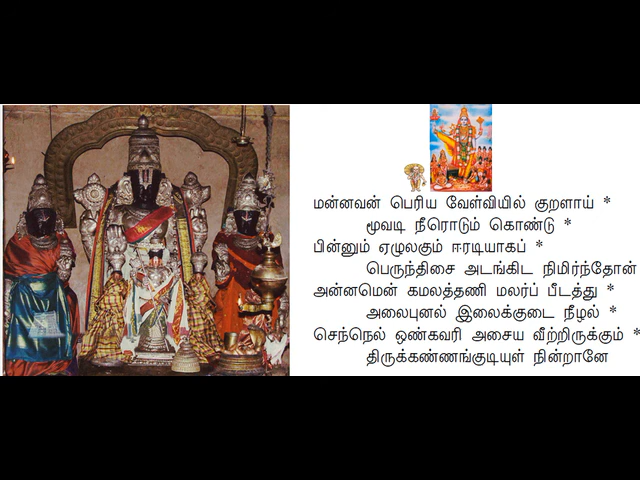 மன்னவன் பெரிய வேள்வியில் குறளாய் *
மூவடி நீரொடும் கொண்டு *
பின்னும் ஏழுலகும் ஈரடியாகப் *
பெருந்திசை அடங்கிட நிமிர்ந்தோன்
அன்னமென் கமலத்தணி மலர்ப் பீடத்து *
அலைபுனல் இலைக்குடை நீழல் *
செந்நெல் ஒண்கவரி அசைய வீற்றிருக்கும் *
திருக்கண்ணங்குடியுள் நின்றானே